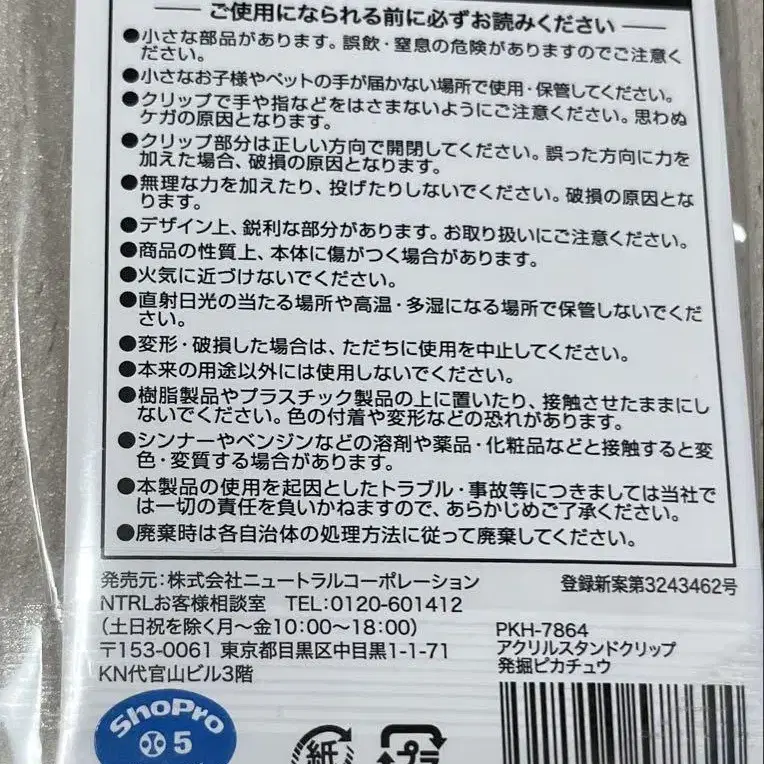 ご使用になられる前に必ずお読みください
●小さな部品があります。誤飲・窒息の危険がありますのでご注意く
ださい。
●小さなお子様やペットの手が届かない場所で使用・保管してください。
●クリップで手や指などをはさまないようにご注意ください。思わぬ
ケガの原因となります。
●クリップ部分は正しい方向で開閉してください。誤った方向に力を
加えた場合、破損の原因となります。
●無理な力を加えたり、投げたりしないでください。破損の原因とな
ります。
●デザイン上、鋭利な部分があります。お取り扱いにご注意ください。
●商品の性質上、本体に傷がつく場合があります。
●火気に近づけないでください。
●直射日光の当たる場所や高温・多湿になる場所で保管しないでくだ
さい。
●変形・破損した場合は、ただちに使用を中止してください。
●本来の用途以外には使用しないでください。
●樹脂製品やプラスチック製品の上に置いたり、接触させたままにし
ないでください。色の付着や変形などの恐れがあります。
●シンナーやベンジンなどの溶剤や薬品・化粧品などと接触すると変
色・変質する場合があります。
●本製品の使用を起因としたトラブル・事故等につきましては当社で
は一切の責任を負いかねますので、あらかじめご了承ください。
●廃棄時は各自治体の処理方法に従って廃棄してください。
発売元:株式会社ニュートラルコーポレーション
登録新案第3243462号
NTRLお客様相談室 TEL:0120-601412
(土日祝を除く月〜金10:00〜18:00)
〒153-0061 東京都目黒区中目黒1-1-71
KN代官山ビル3階
PKH-7864
アクリルスタンドクリップ
発掘ピカチュウ
ShoPro
5
紙
プラ